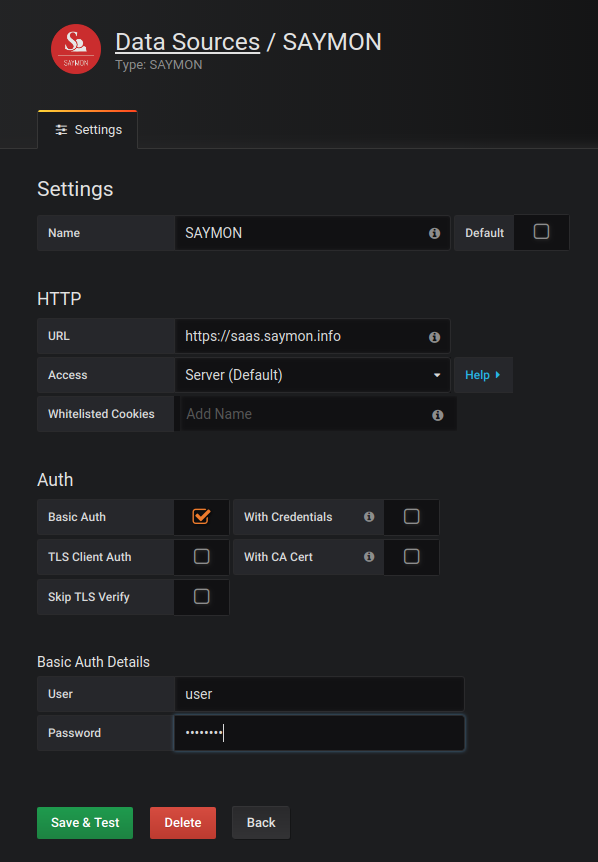 Data Sources / SAYMON
Type: SAYMON
SAYMON
Settings
Settings
Name SAYMON Default
HTTP
URL https://saas.saymon.info
Access Server (Default) Help
Whitelisted Cookies Add Name
Auth
Basic Auth With Credentials
TLS Client Auth With CA Cert
Skip TLS Verify
Basic Auth Details
User user
Password ••••••••
Save & Test Delete Back